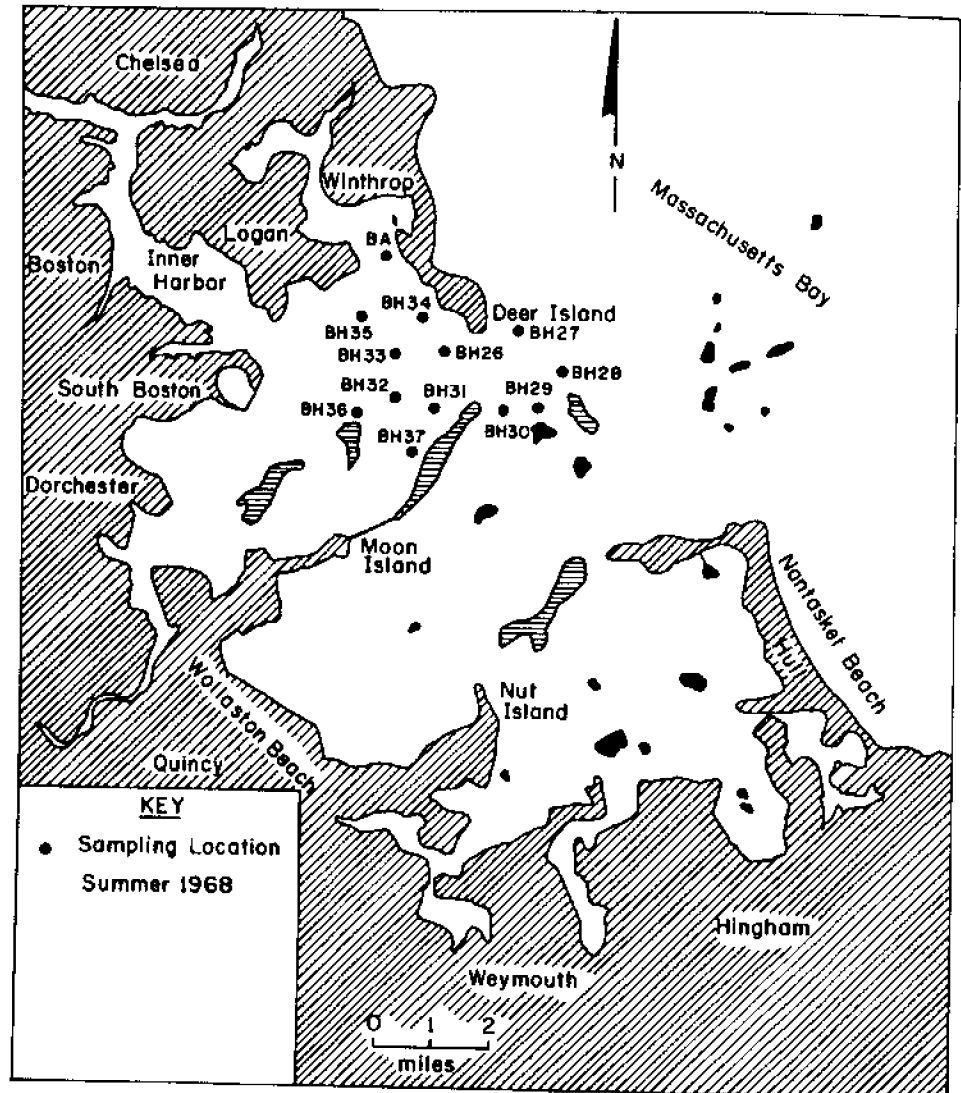 Chelsea
N
Winthrop
Massachusetts Bay
Logan
BA
Boston
Inner
Harbor
BH34
Deer Island
BH35
BH27
BH33
BH26
BH28
South Boston
BH32
BH31
BH29
BH36
BH30
BH37
Dorchester
Moon
Island
Nantasket Beach
Hull
Wollaston Beach
Nut
Island
Quincy
KEY
Sampling Location
Summer 1968
Hingham
Weymouth
0 1 2
miles